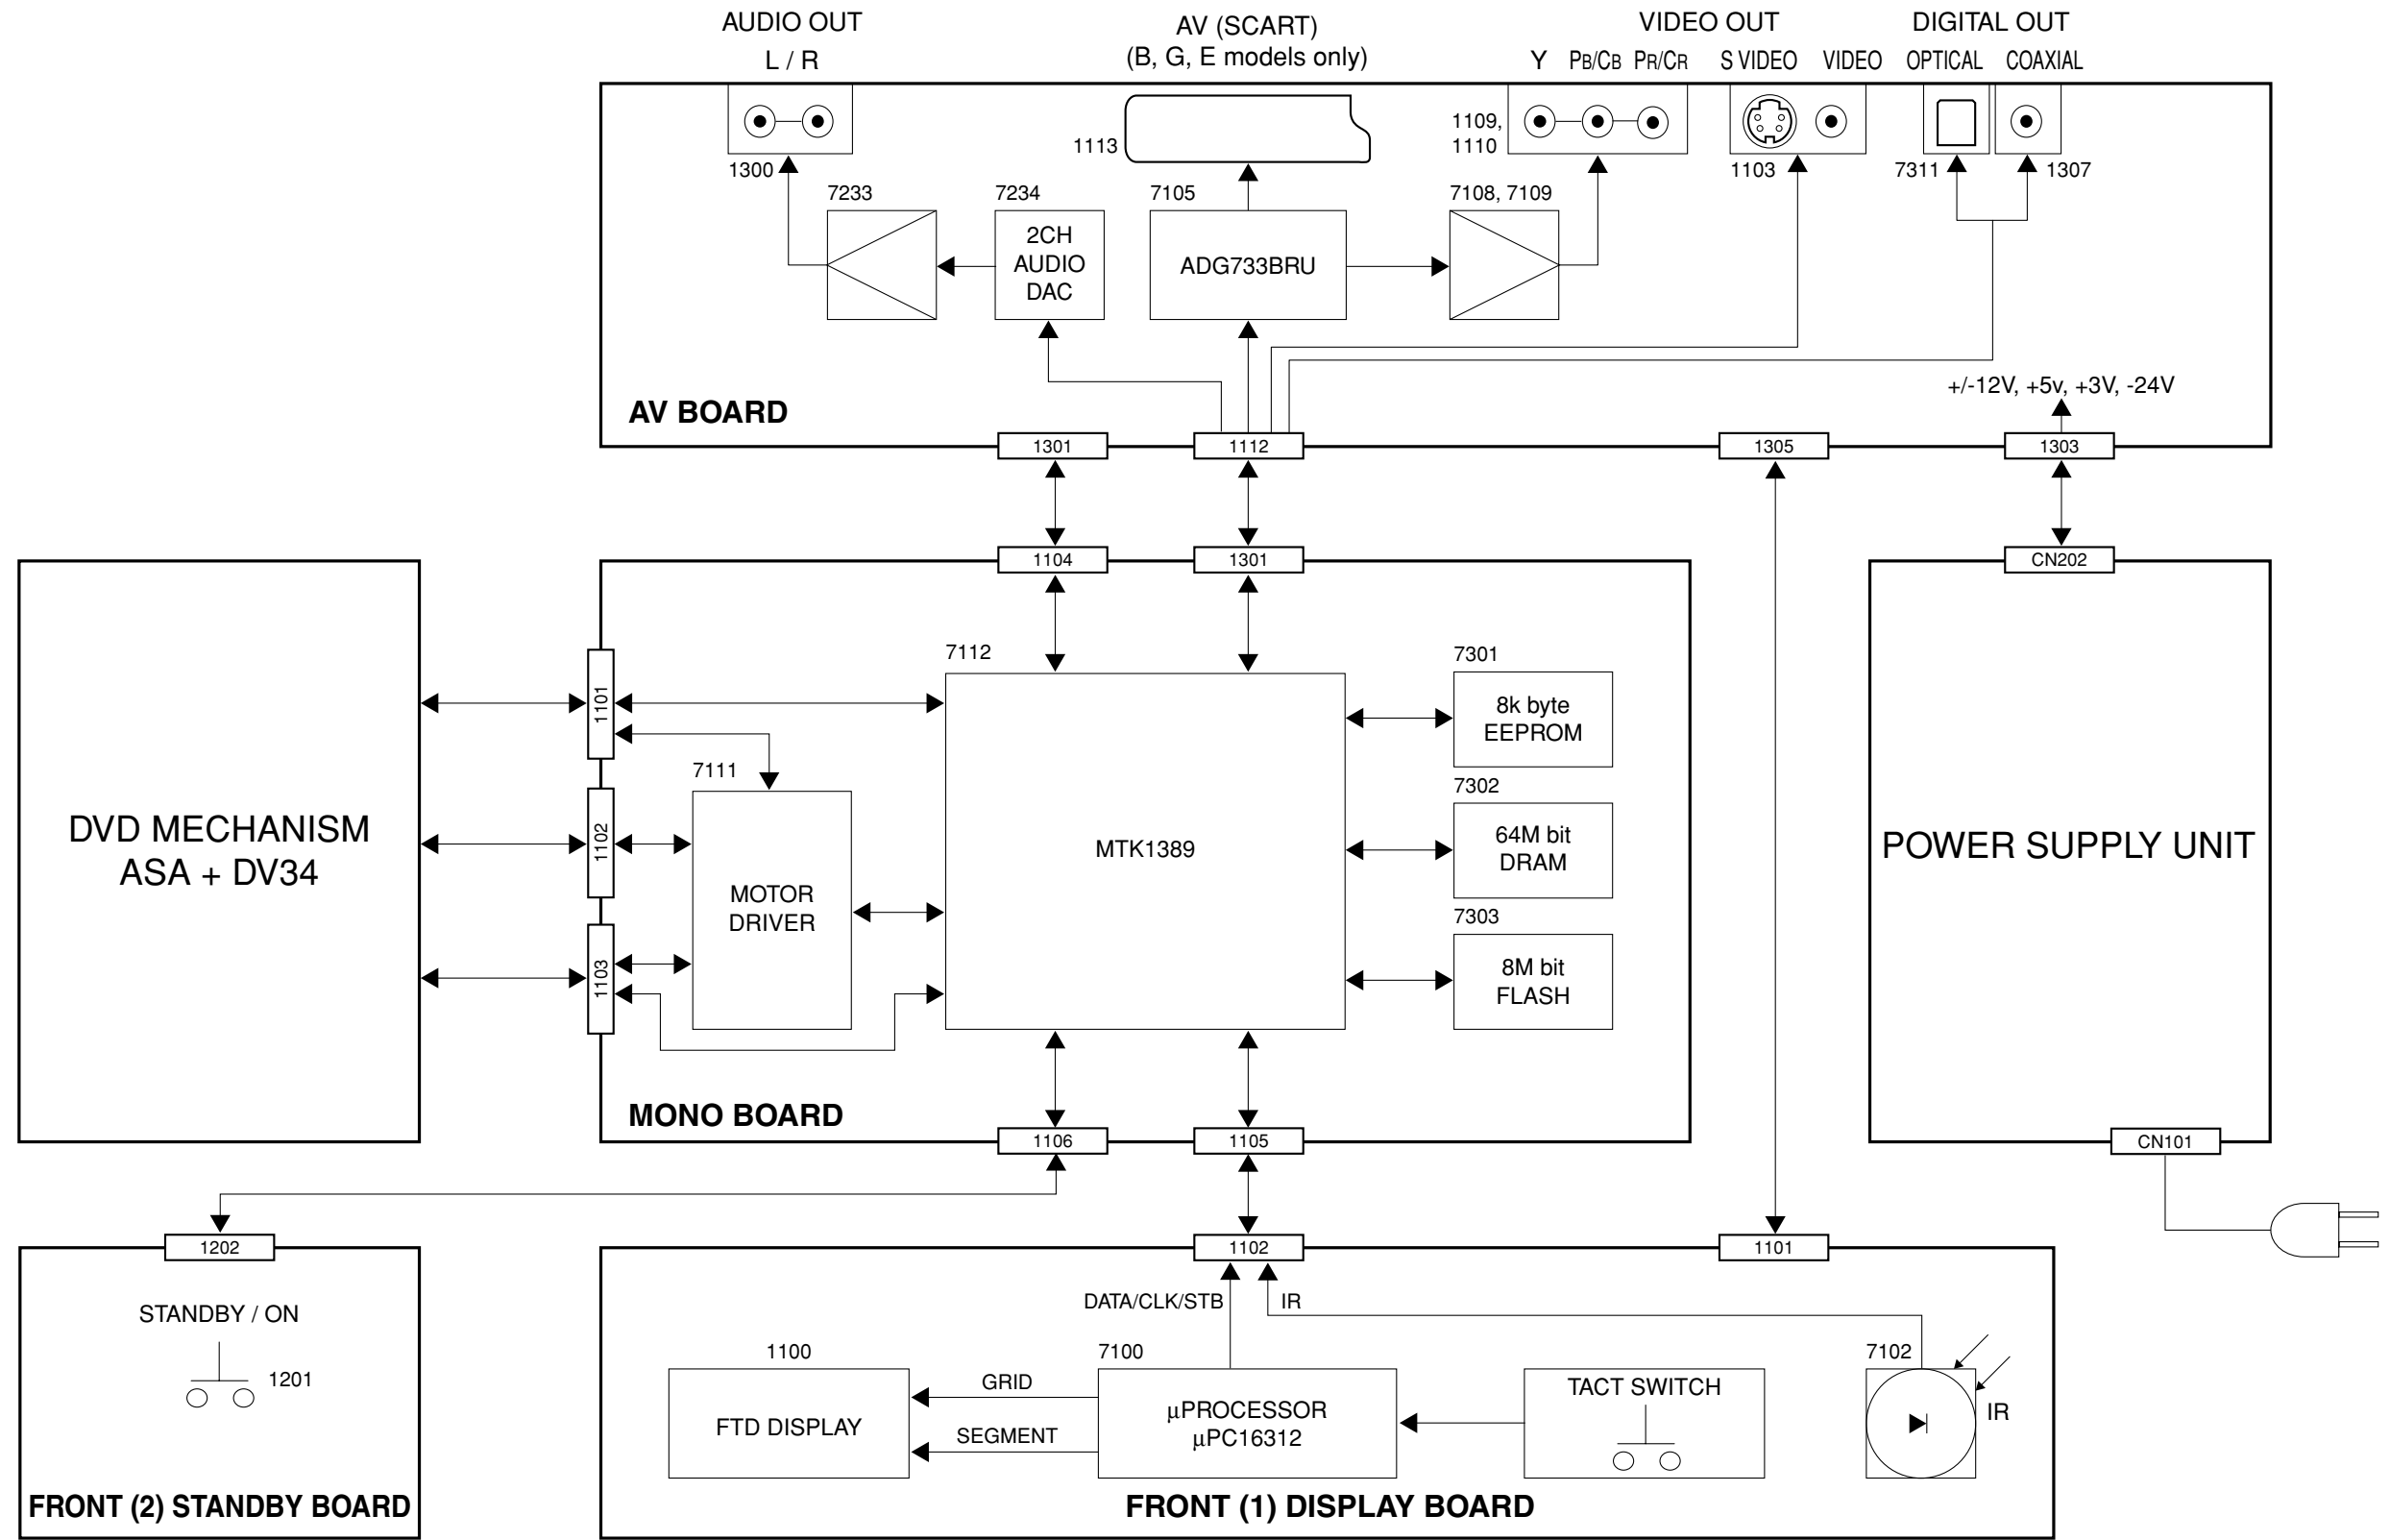 AUDIO OUT
L / R
AV (SCART)
(B, G, E models only)
VIDEO OUT
Y PB/CB PR/CR S VIDEO VIDEO
DIGITAL OUT
OPTICAL COAXIAL
1300
1113
1109,
1110
1103
7311
1307
7233
7234
2CH
AUDIO
DAC
7105
ADG733BRU
7108, 7109
+/-12V, +5v, +3V, -24V
AV BOARD
1301
1112
1305
1303
1104
1301
CN202
DVD MECHANISM
ASA + DV34
1101
1102
1103
7111
MOTOR
DRIVER
7112
MTK1389
7301
8k byte
EEPROM
7302
64M bit
DRAM
7303
8M bit
FLASH
POWER SUPPLY UNIT
MONO BOARD
1106
1105
CN101
1202
STANDBY / ON
1201
FRONT (2) STANDBY BOARD
1102
1101
DATA/CLK/STB
IR
1100
FTD DISPLAY
GRID
SEGMENT
7100
µPROCESSOR
µPC16312
TACT SWITCH
7102
IR
FRONT (1) DISPLAY BOARD